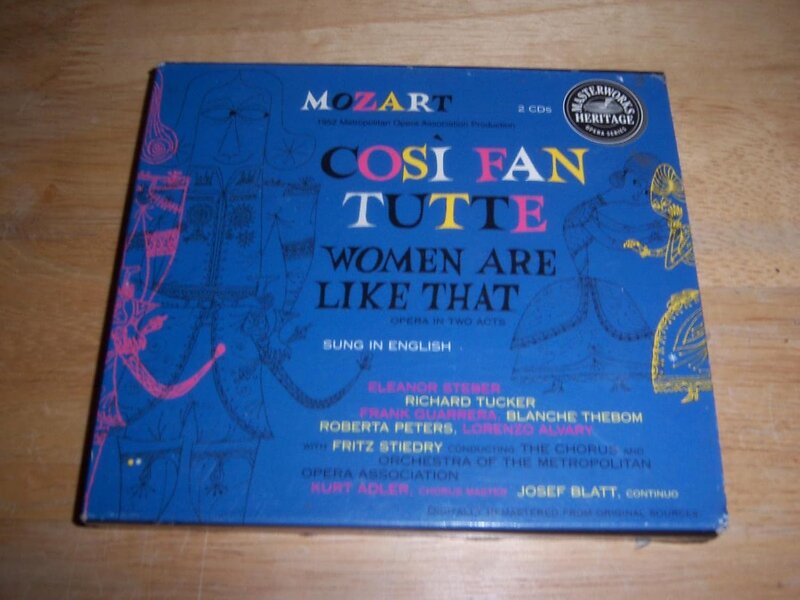 MOZART
2 CDs
MASTERWORKS
HERITAGE
OPERA SERIES
1952 Metropolitan Opera Association Production
COSÌ FAN
TUTTE
WOMEN ARE
LIKE THAT
OPERA IN TWO ACTS
SUNG IN ENGLISH
ELEANOR STEBER
RICHARD TUCKER
FRANK GUARRERA, BLANCHE THEBOM
ROBERTA PETERS, LORENZO ALVARY
WITH FRITZ STIEDRY CONDUCTING THE CHORUS AND
ORCHESTRA OF THE METROPOLITAN
OPERA ASSOCIATION
KURT ADLER, CHORUS MASTER JOSEF BLATT, CONTINUO
DIGITALLY REMASTERED FROM ORIGINAL SOURCES